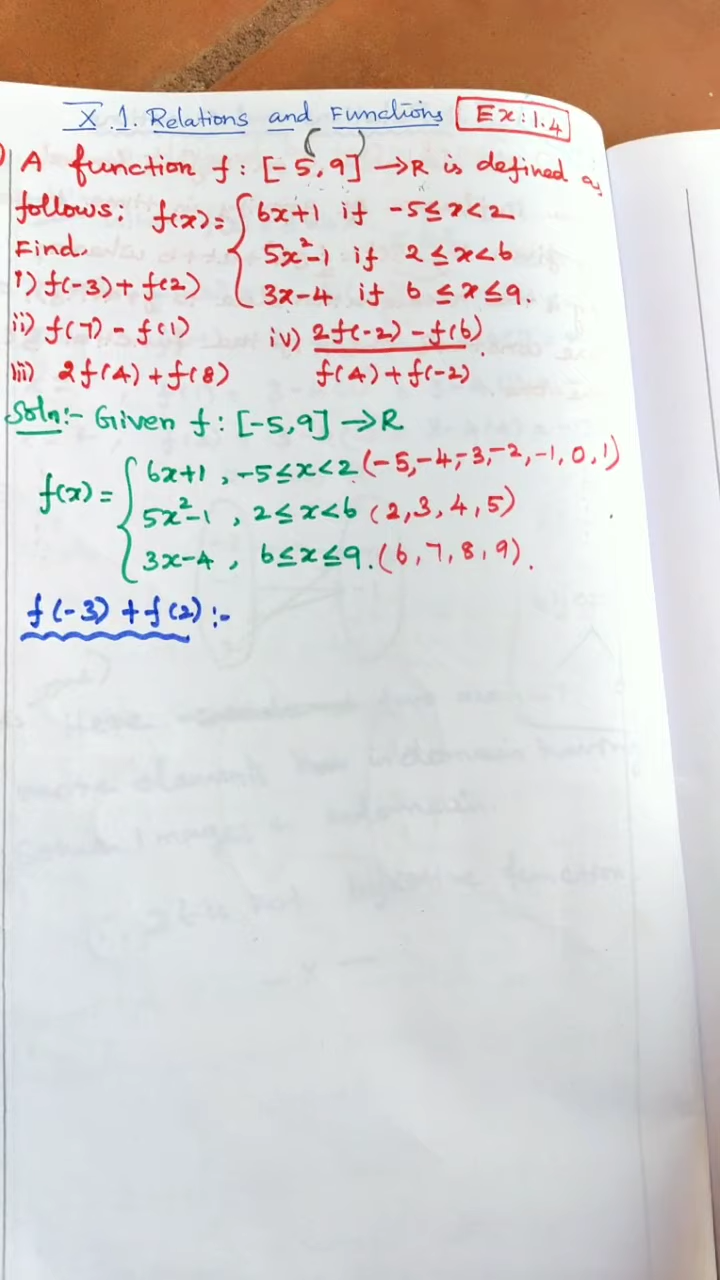 X.1. Relations and Functions Ex:1.4
) A function f : [-5,9] →R is defined as
follows: f(x)= { 6x+1 if -5≤x<2
Find. 5x²-1 if 2≤x<6
i) f(-3)+f(2) 3x-4 if 6≤x≤9.
ii) f(7)-f(1) iv) 2f(-2)-f(6)
iii) 2f(4)+f(8) f(4)+f(-2)
Soln:- Given f : [-5,9] →R
6x+1 , -5≤x<2 (-5,-4,-3,-2,-1,0,1)
f(x)= { 5x²-1 , 2≤x<6 (2,3,4,5)
3x-4 , 6≤x≤9. (6,7,8,9).
f(-3)+f(2):-